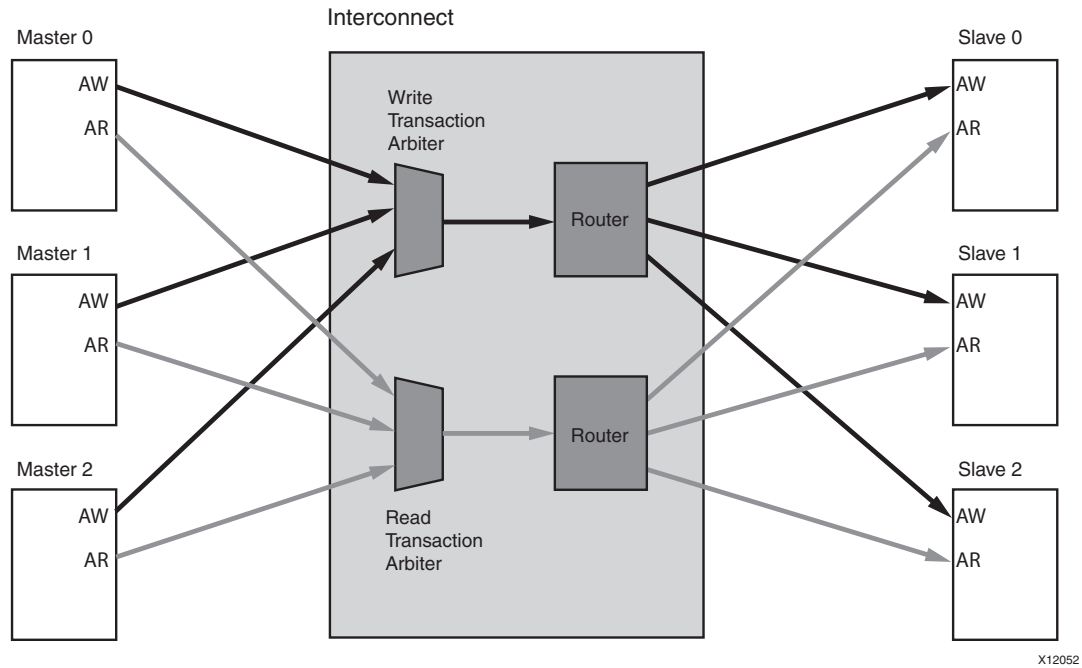 Interconnect
Master 0
AW
AR
Master 1
AW
AR
Master 2
AW
AR
Write
Transaction
Arbiter
Router
Read
Transaction
Arbiter
Router
Slave 0
AW
AR
Slave 1
AW
AR
Slave 2
AW
AR
X12052